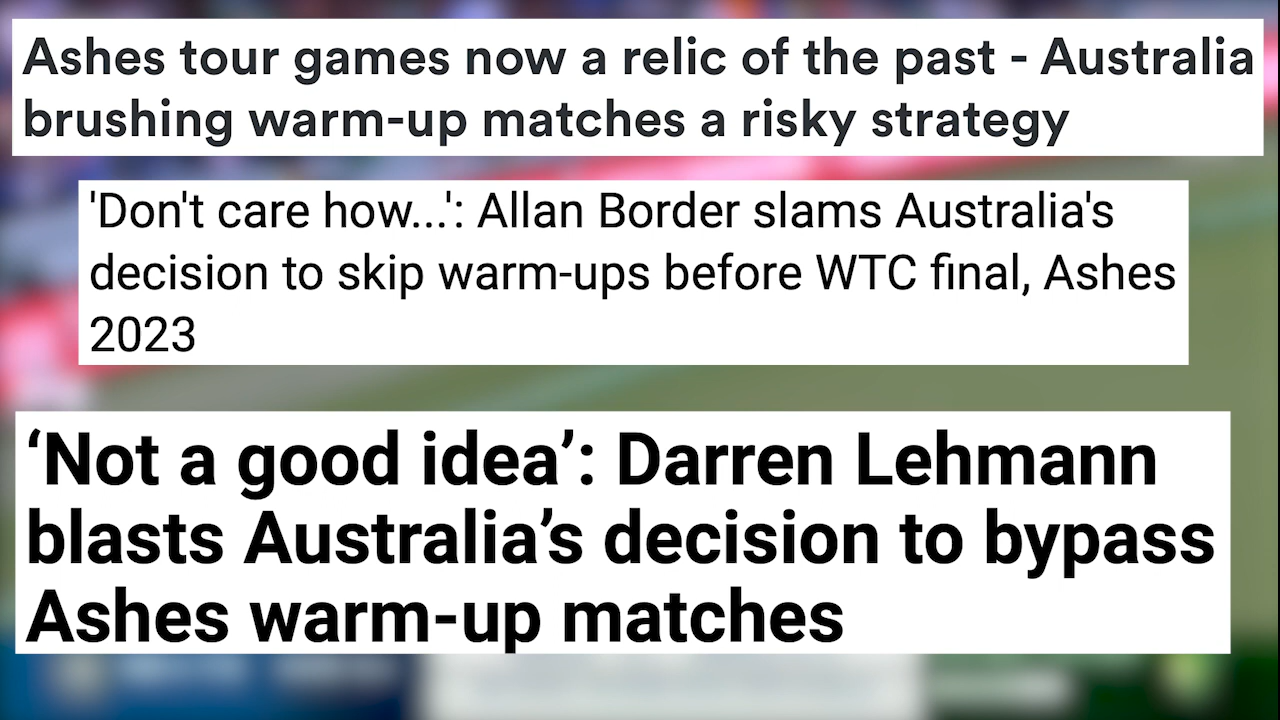 Ashes tour games now a relic of the past - Australia
brushing warm-up matches a risky strategy
'Don't care how...': Allan Border slams Australia's
decision to skip warm-ups before WTC final, Ashes
2023
‘Not a good idea’: Darren Lehmann
blasts Australia’s decision to bypass
Ashes warm-up matches